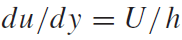 du/dy = U/h